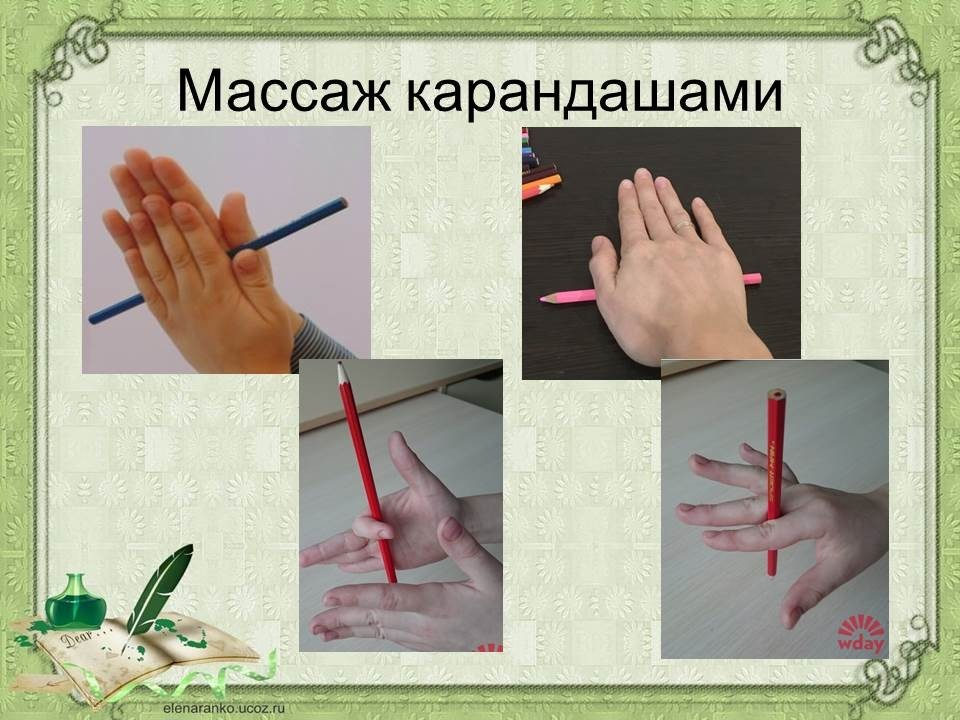 Массаж карандашами
wday
Dear...
elenaranko.ucoz.ru